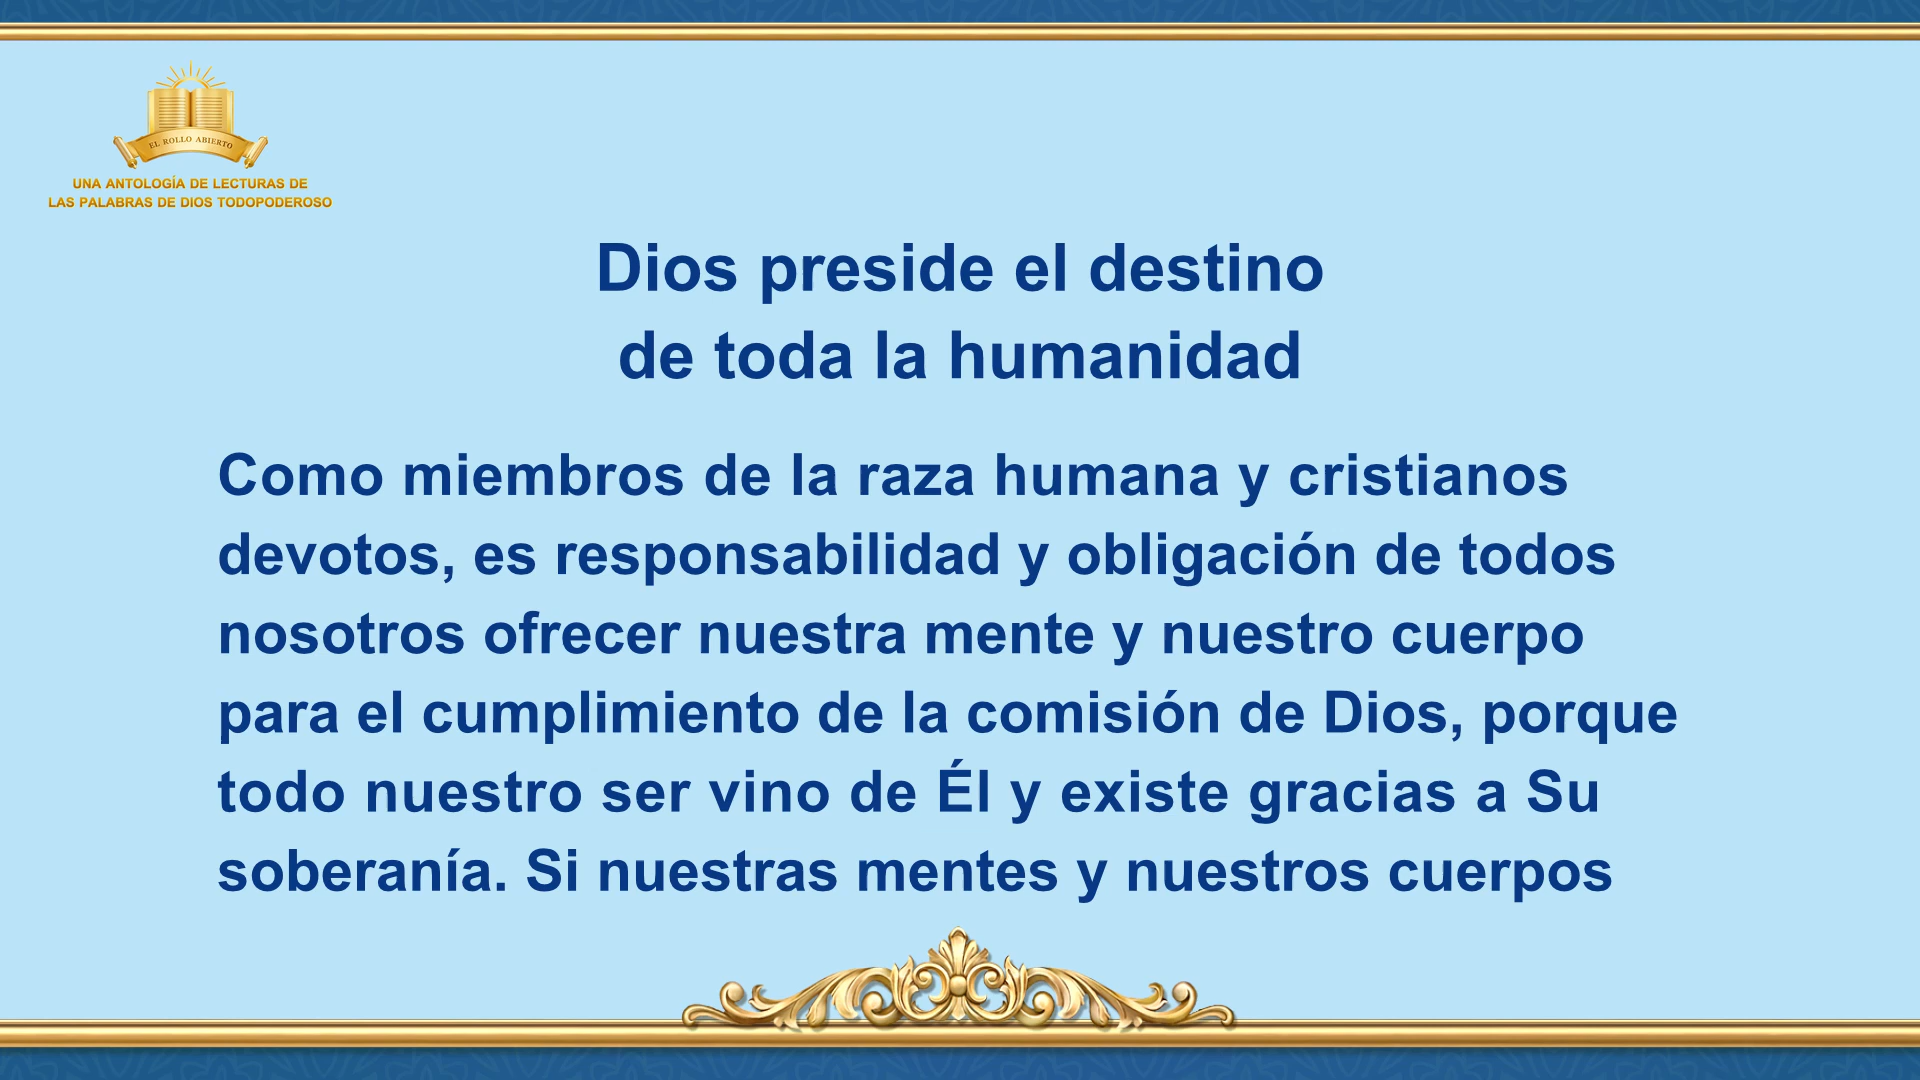 EL ROLLO ABIERTO
UNA ANTOLOGÍA DE LECTURAS DE
LAS PALABRAS DE DIOS TODOPODEROSO
Dios preside el destino
de toda la humanidad
Como miembros de la raza humana y cristianos
devotos, es responsabilidad y obligación de todos
nosotros ofrecer nuestra mente y nuestro cuerpo
para el cumplimiento de la comisión de Dios, porque
todo nuestro ser vino de Él y existe gracias a Su
soberanía. Si nuestras mentes y nuestros cuerpos